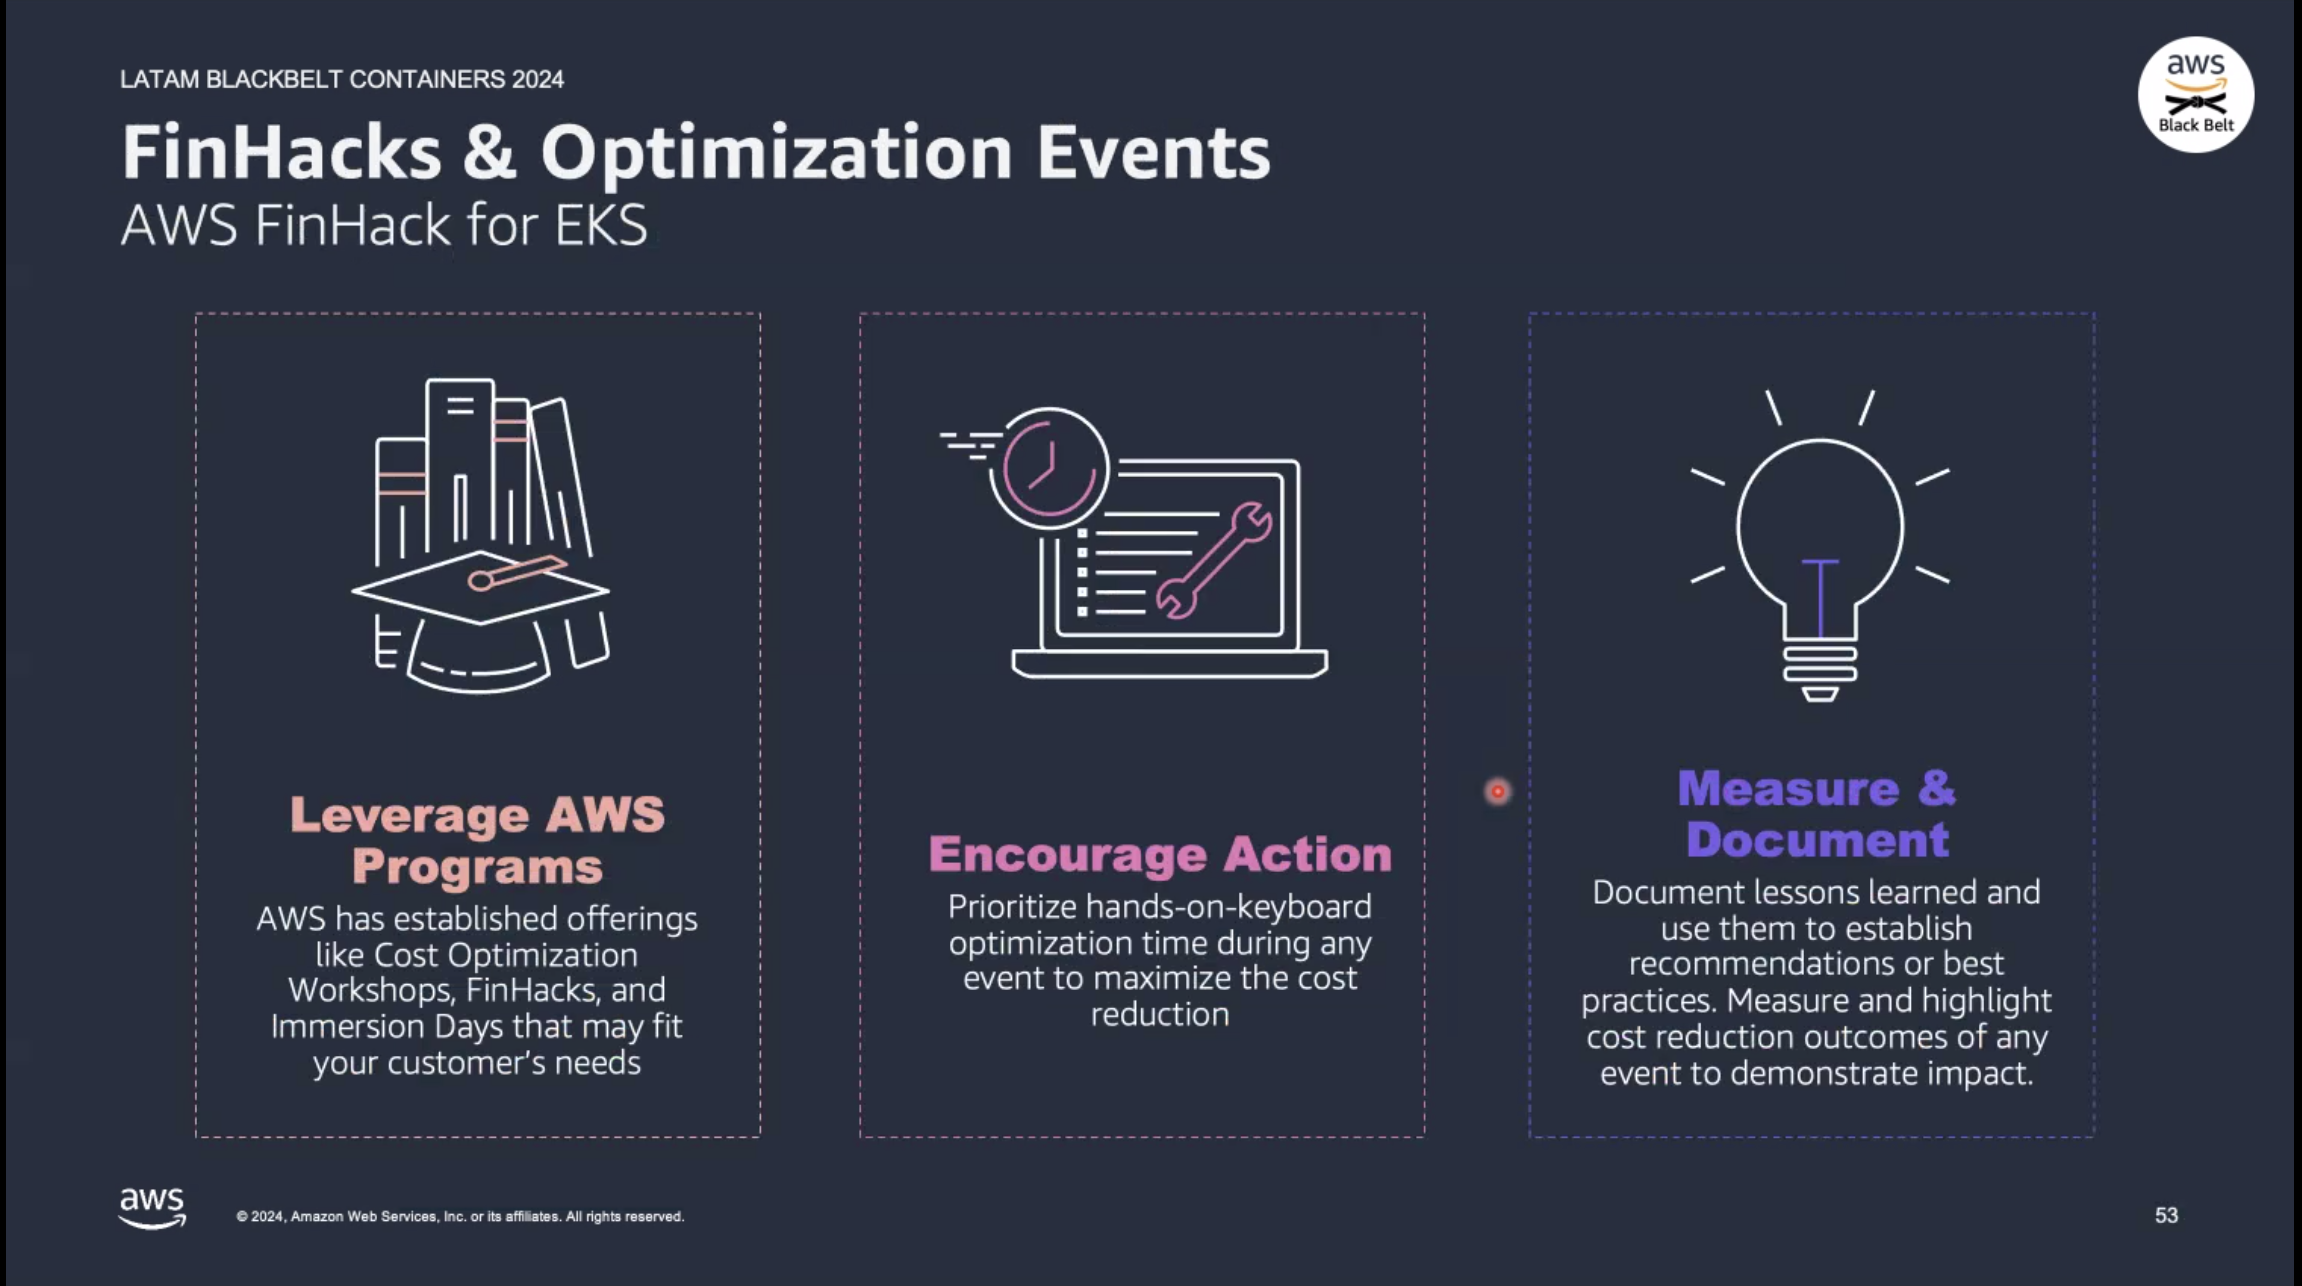 LATAM BLACKBELT CONTAINERS 2024
FinHacks & Optimization Events
AWS FinHack for EKS
aws
Black Belt
Leverage AWS
Programs
AWS has established offerings
like Cost Optimization
Workshops, FinHacks, and
Immersion Days that may fit
your customer's needs
Encourage Action
Prioritize hands-on-keyboard
optimization time during any
event to maximize the cost
reduction
Measure &
Document
Document lessons learned and
use them to establish
recommendations or best
practices. Measure and highlight
cost reduction outcomes of any
event to demonstrate impact.
aws
© 2024, Amazon Web Services, Inc. or its affiliates. All rights reserved.
53